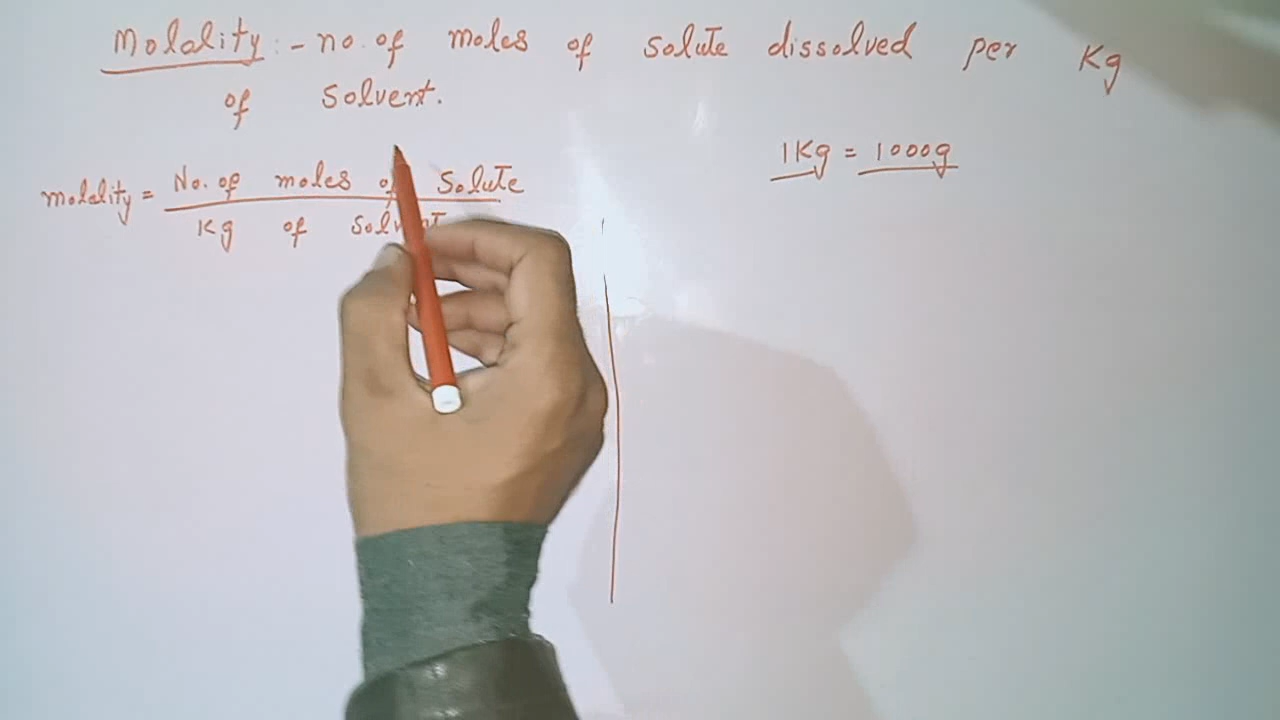 Molality :- no. of moles of solute dissolved per Kg
of solvent.
1Kg = 1000g
molality = No. of moles of Solute
Kg of Solvent